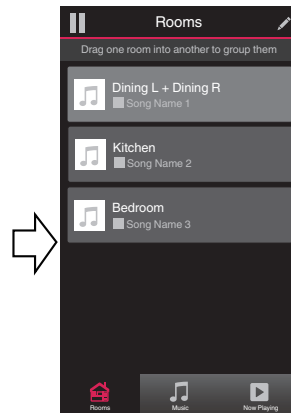 Rooms
Drag one room into another to group them
Dining L + Dining R
Song Name 1
Kitchen
Song Name 2
Bedroom
Song Name 3
Rooms Music Now Playing